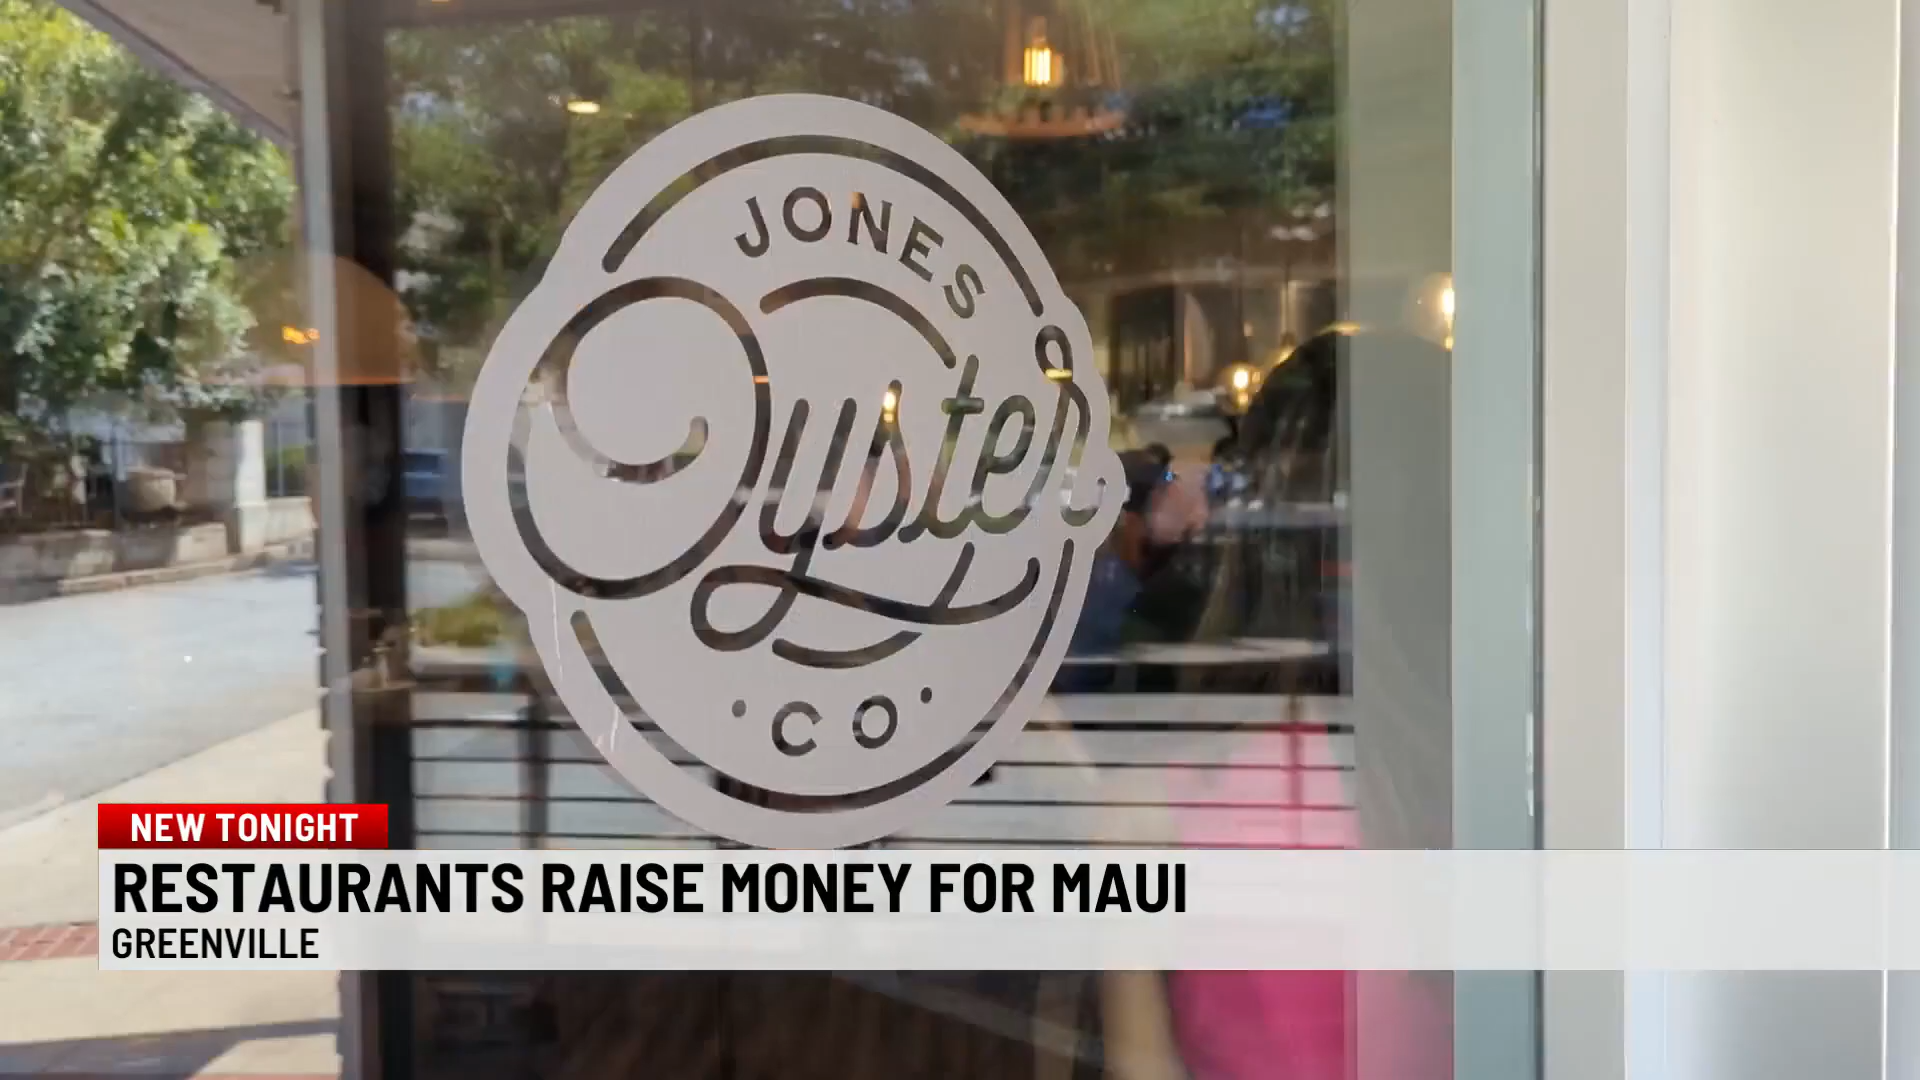 JONES
Oyster
·CO·
NEW TONIGHT
RESTAURANTS RAISE MONEY FOR MAUI
GREENVILLE